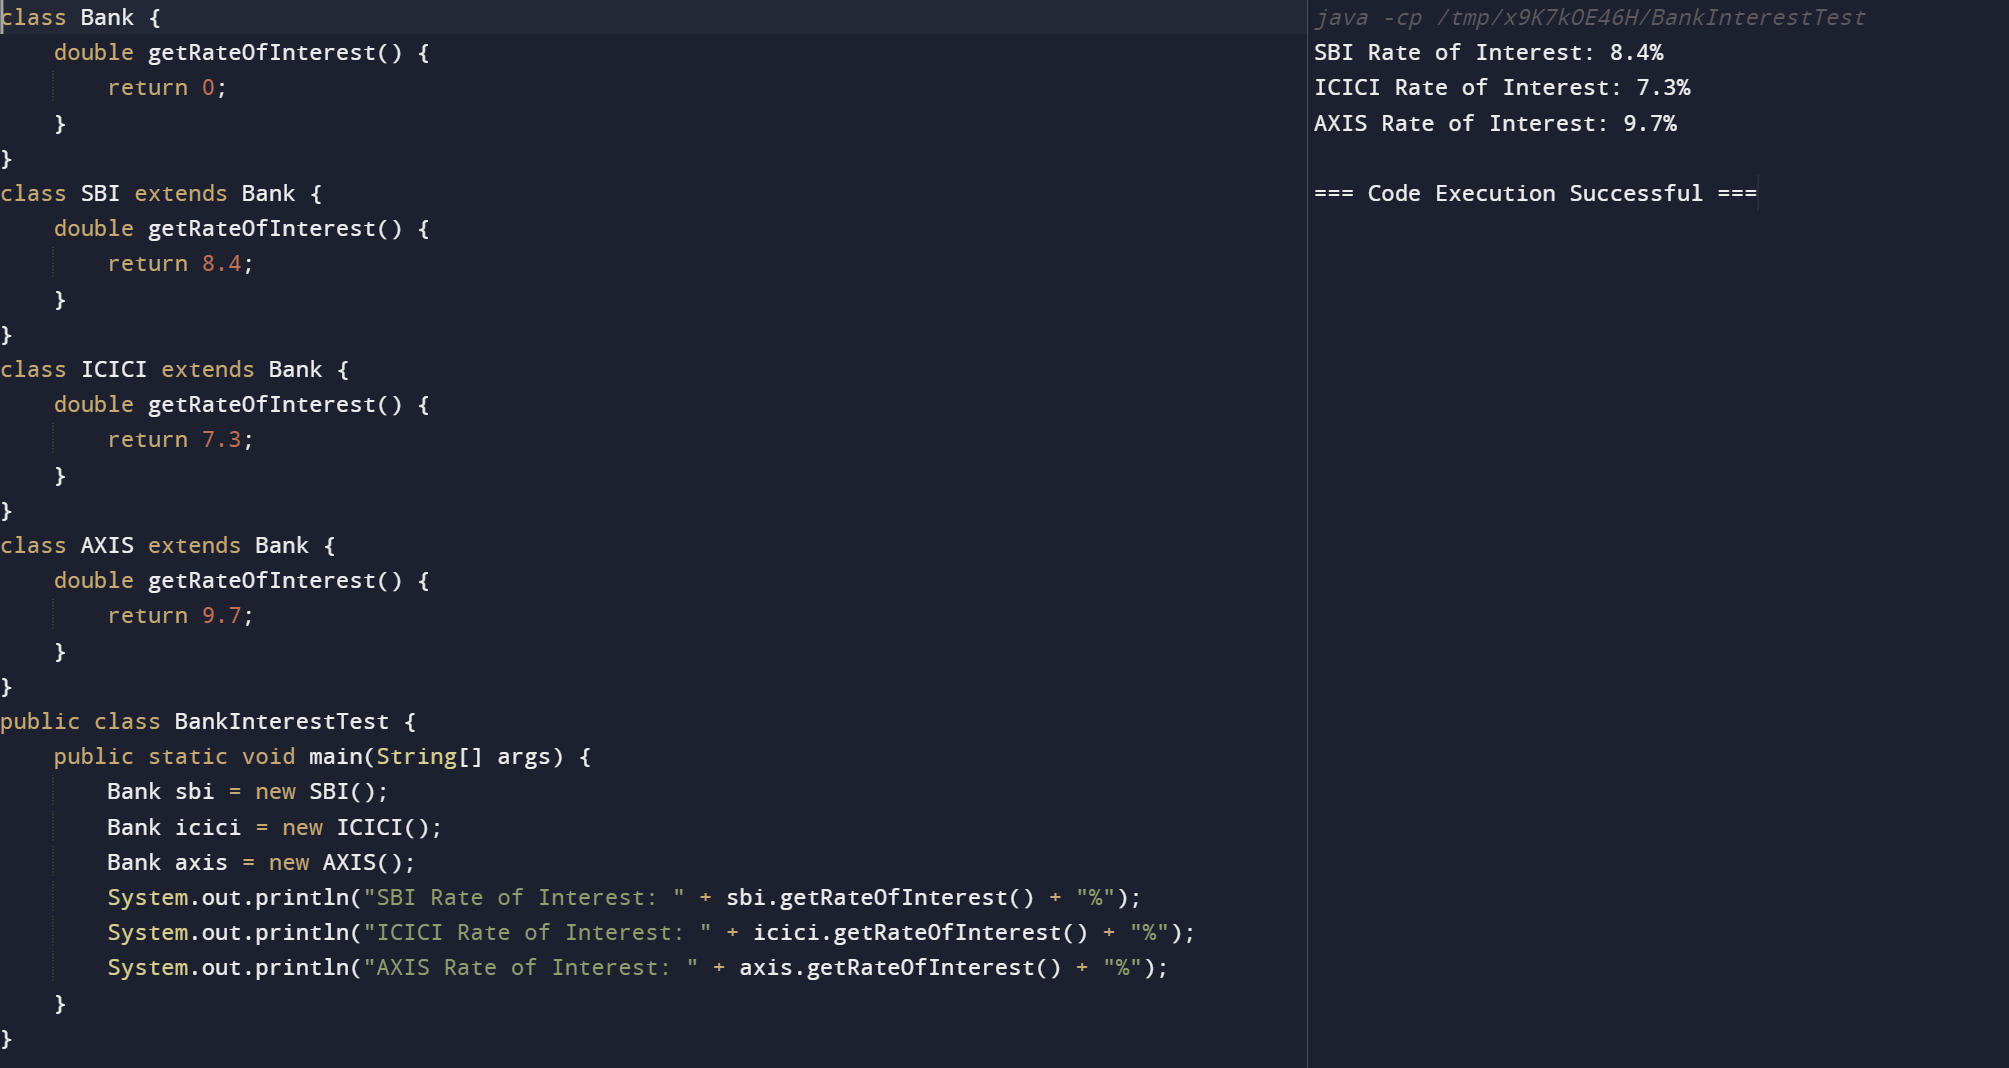 class Bank {
    double getRateOfInterest() {
        return 0;
    }
}
class SBI extends Bank {
    double getRateOfInterest() {
        return 8.4;
    }
}
class ICICI extends Bank {
    double getRateOfInterest() {
        return 7.3;
    }
}
class AXIS extends Bank {
    double getRateOfInterest() {
        return 9.7;
    }
}
public class BankInterestTest {
    public static void main(String[] args) {
        Bank sbi = new SBI();
        Bank icici = new ICICI();
        Bank axis = new AXIS();
        System.out.println("SBI Rate of Interest: " + sbi.getRateOfInterest() + "%");
        System.out.println("ICICI Rate of Interest: " + icici.getRateOfInterest() + "%");
        System.out.println("AXIS Rate of Interest: " + axis.getRateOfInterest() + "%");
    }
}
java -cp /tmp/x9K7kOE46H/BankInterestTest
SBI Rate of Interest: 8.4%
ICICI Rate of Interest: 7.3%
AXIS Rate of Interest: 9.7%
=== Code Execution Successful ===